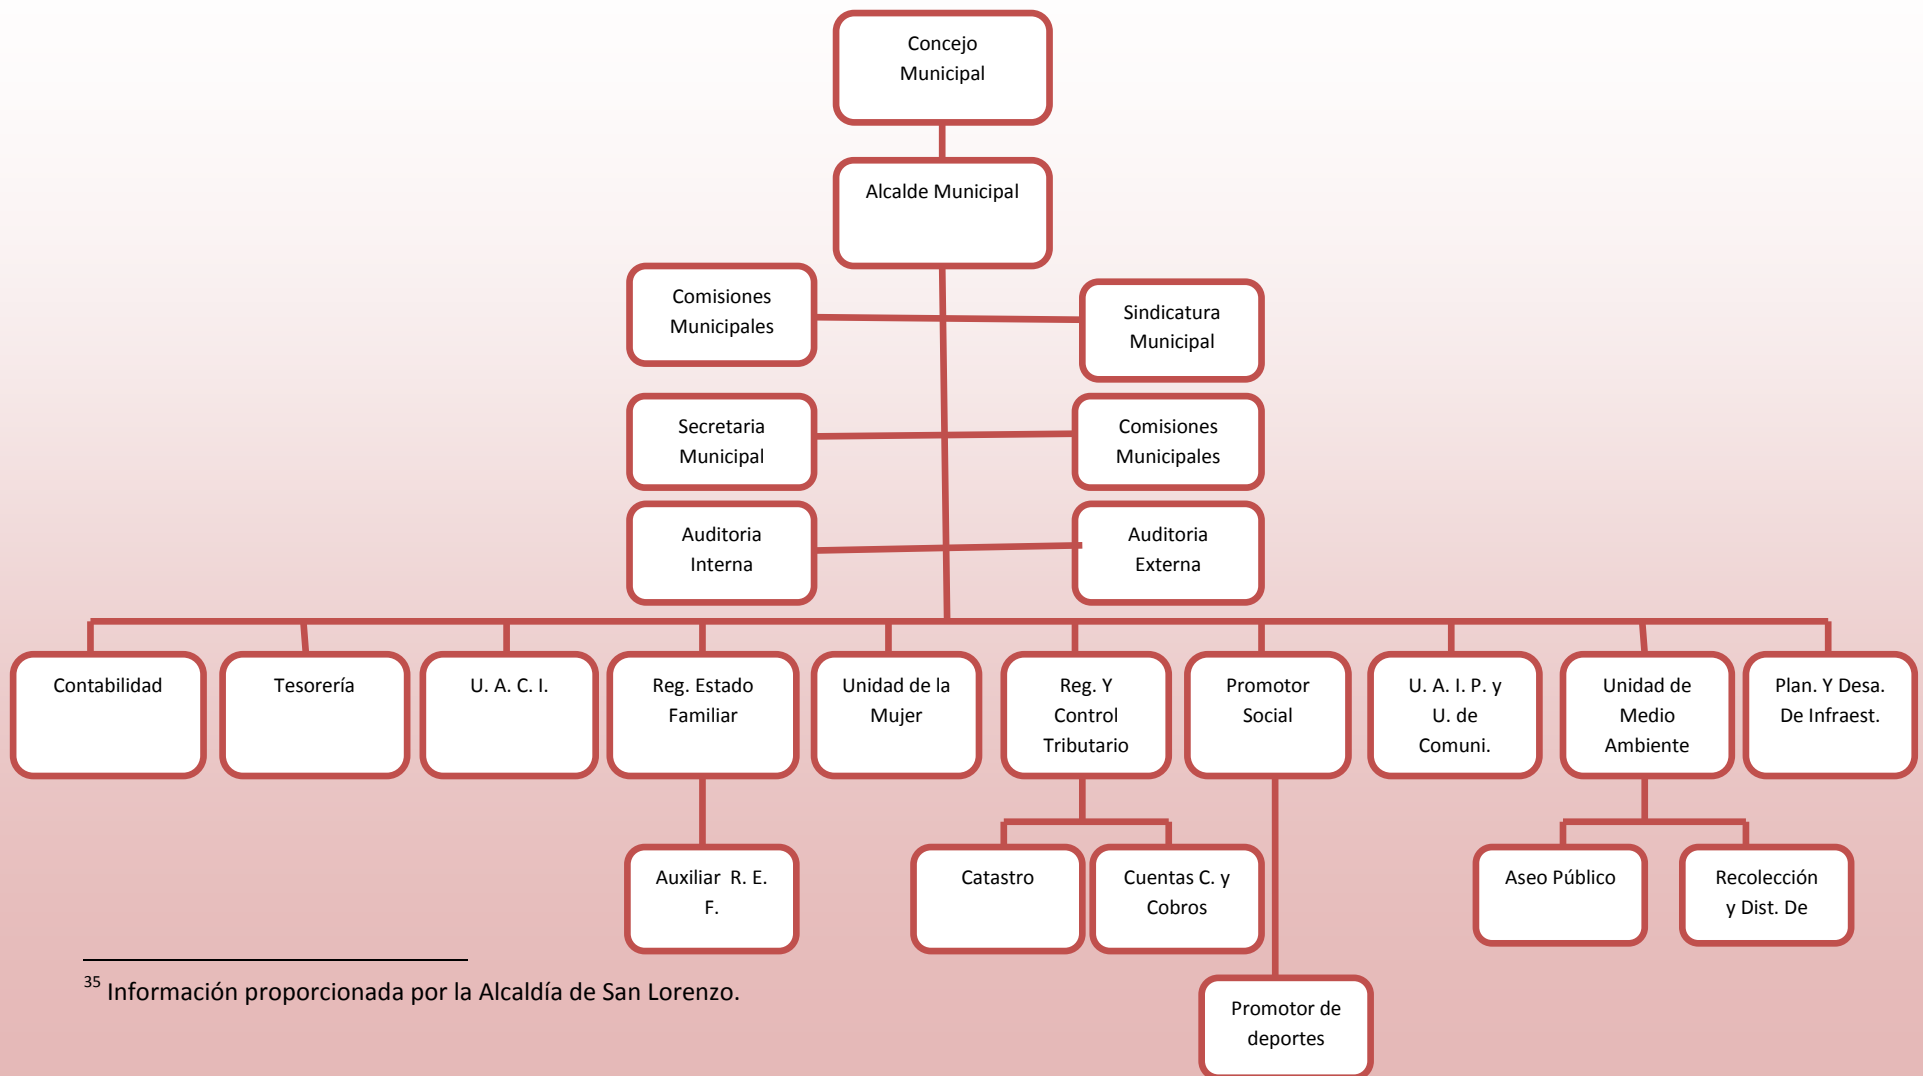 Concejo
Municipal
Alcalde Municipal
Comisiones
Municipales
Sindicatura
Municipal
Secretaria
Municipal
Comisiones
Municipales
Auditoria
Interna
Auditoria
Externa
Contabilidad
Tesorería
U. A. C. I.
Reg. Estado
Familiar
Unidad de la
Mujer
Reg. Y
Control
Tributario
Promotor
Social
U. A. I. P. y
U. de
Comuni.
Unidad de
Medio
Ambiente
Plan. Y Desa.
De Infraest.
Auxiliar R. E.
F.
Catastro
Cuentas C. y
Cobros
Aseo Público
Recolección
y Dist. De
Promotor de
deportes
35 Información proporcionada por la Alcaldía de San Lorenzo.